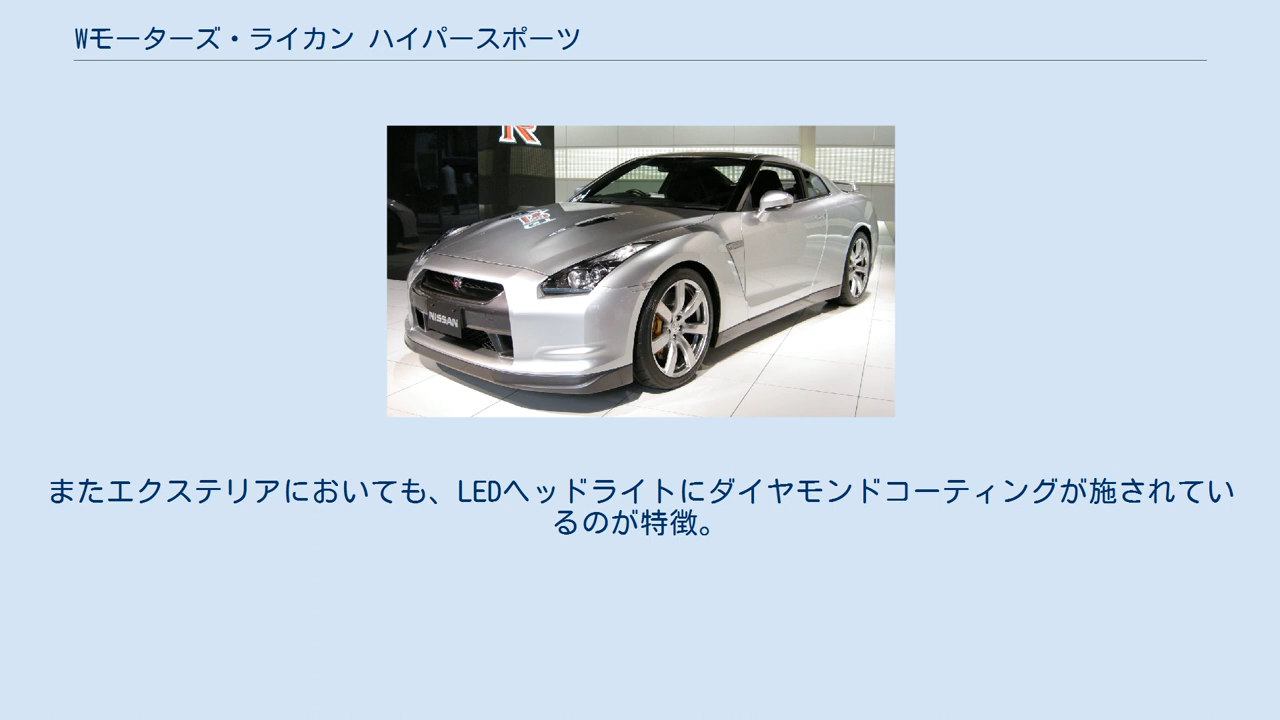 Wモーターズ・ライカン ハイパースポーツ
R
NISSAN
またエクステリアにおいても、LEDヘッドライトにダイヤモンドコーティングが施されてい
るのが特徴。